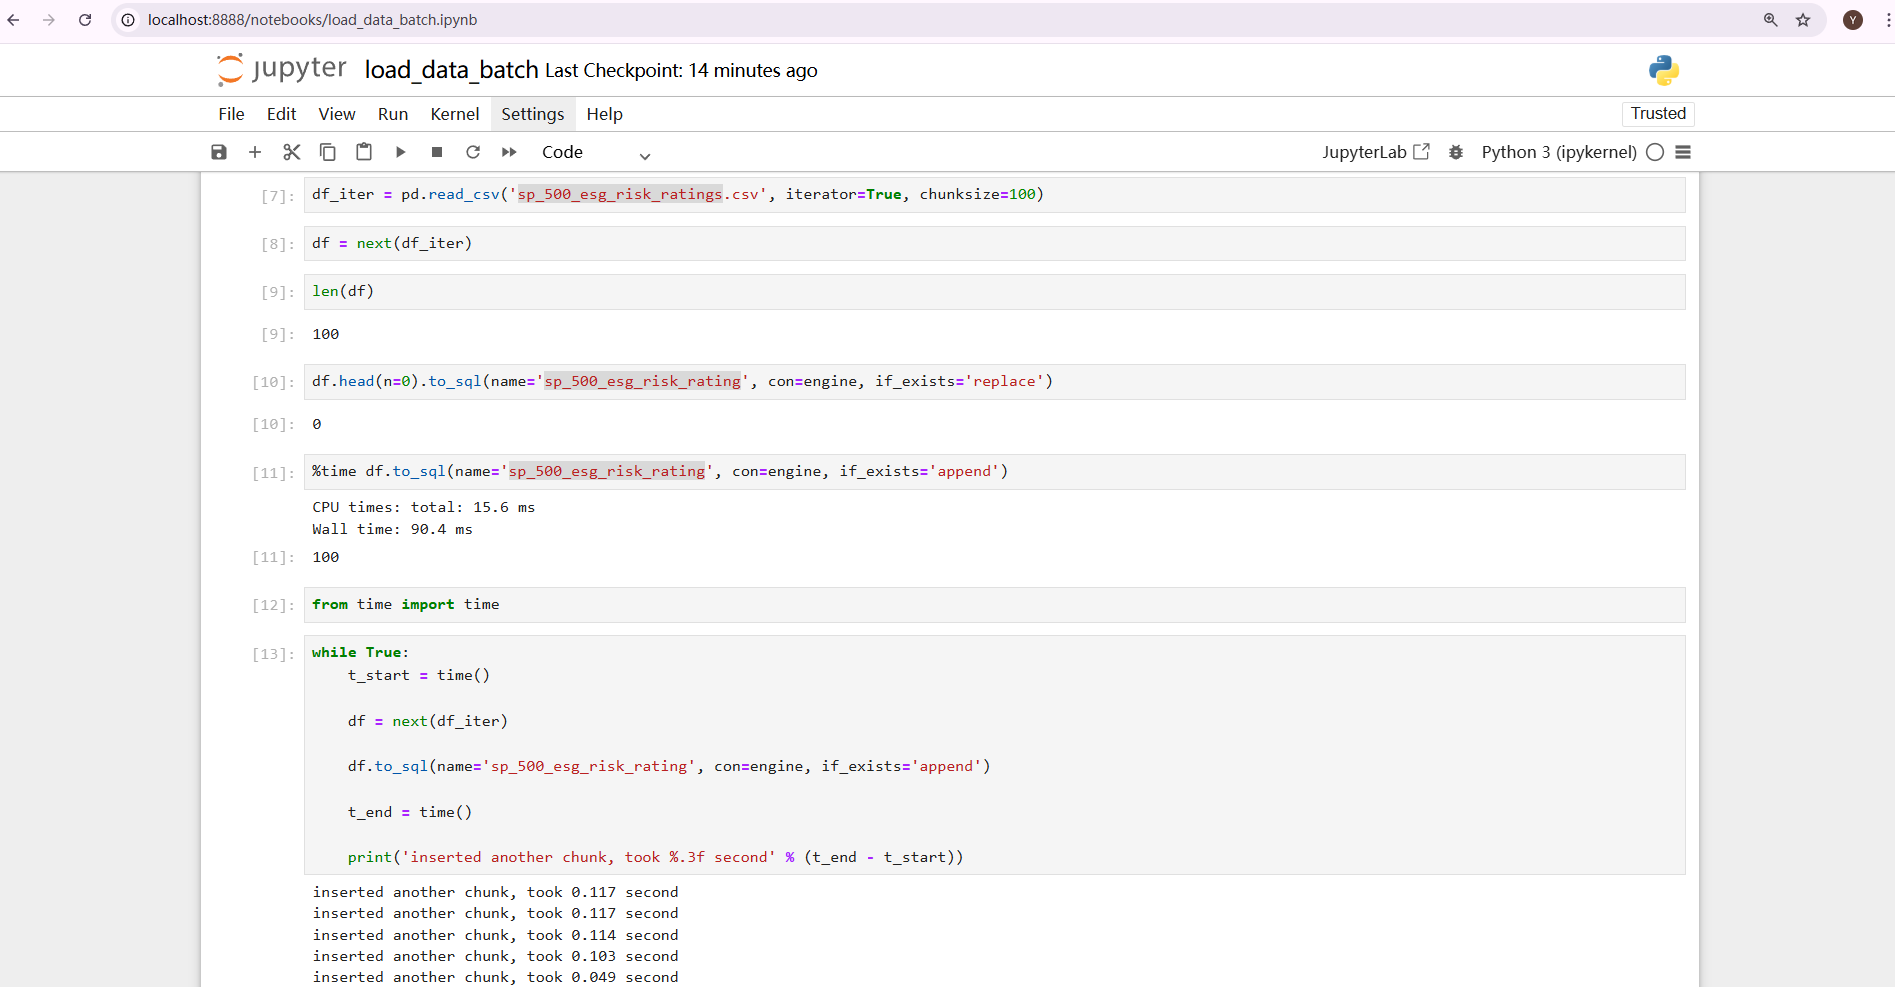 localhost:8888/notebooks/load_data_batch.ipynb
Y
jupyter load_data_batch Last Checkpoint: 14 minutes ago
File Edit View Run Kernel Settings Help
Trusted
Code
JupyterLab
Python 3 (ipykernel)
[7]: df_iter = pd.read_csv('sp_500_esg_risk_ratings.csv', iterator=True, chunksize=100)
[8]: df = next(df_iter)
[9]: len(df)
[9]: 100
[10]: df.head(n=0).to_sql(name='sp_500_esg_risk_rating', con=engine, if_exists='replace')
[10]: 0
[11]: %time df.to_sql(name='sp_500_esg_risk_rating', con=engine, if_exists='append')
CPU times: total: 15.6 ms
Wall time: 90.4 ms
[11]: 100
[12]: from time import time
[13]: while True:
    t_start = time()
    df = next(df_iter)
    df.to_sql(name='sp_500_esg_risk_rating', con=engine, if_exists='append')
    t_end = time()
    print('inserted another chunk, took %.3f second' % (t_end - t_start))
inserted another chunk, took 0.117 second
inserted another chunk, took 0.117 second
inserted another chunk, took 0.114 second
inserted another chunk, took 0.103 second
inserted another chunk, took 0.049 second